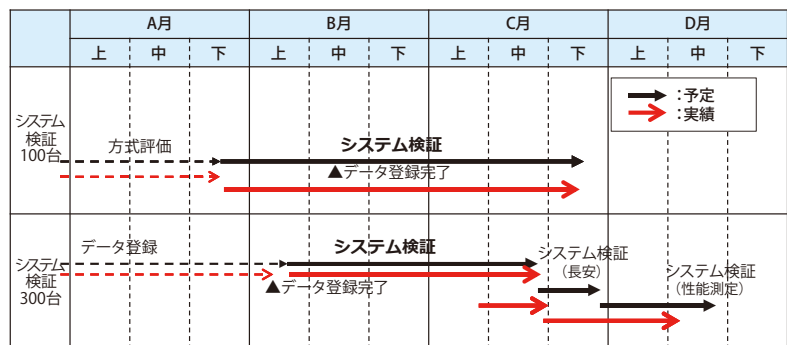 A月 B月 C月 D月
上 中 下 上 中 下 上 中 下 上 中 下
:予定
:実績
システム
検証
100台
方式評価
システム検証
▲データ登録完了
システム
検証
300台
データ登録
システム検証
▲データ登録完了
システム検証
（長安）
システム検証
（性能測定）